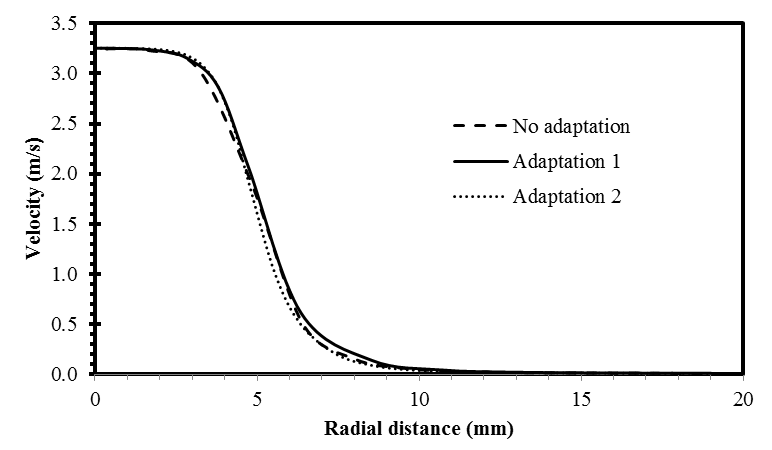 3.5
3.0
2.5
2.0
1.5
1.0
0.5
0.0
Velocity (m/s)
No adaptation
Adaptation 1
Adaptation 2
0 5 10 15 20
Radial distance (mm)